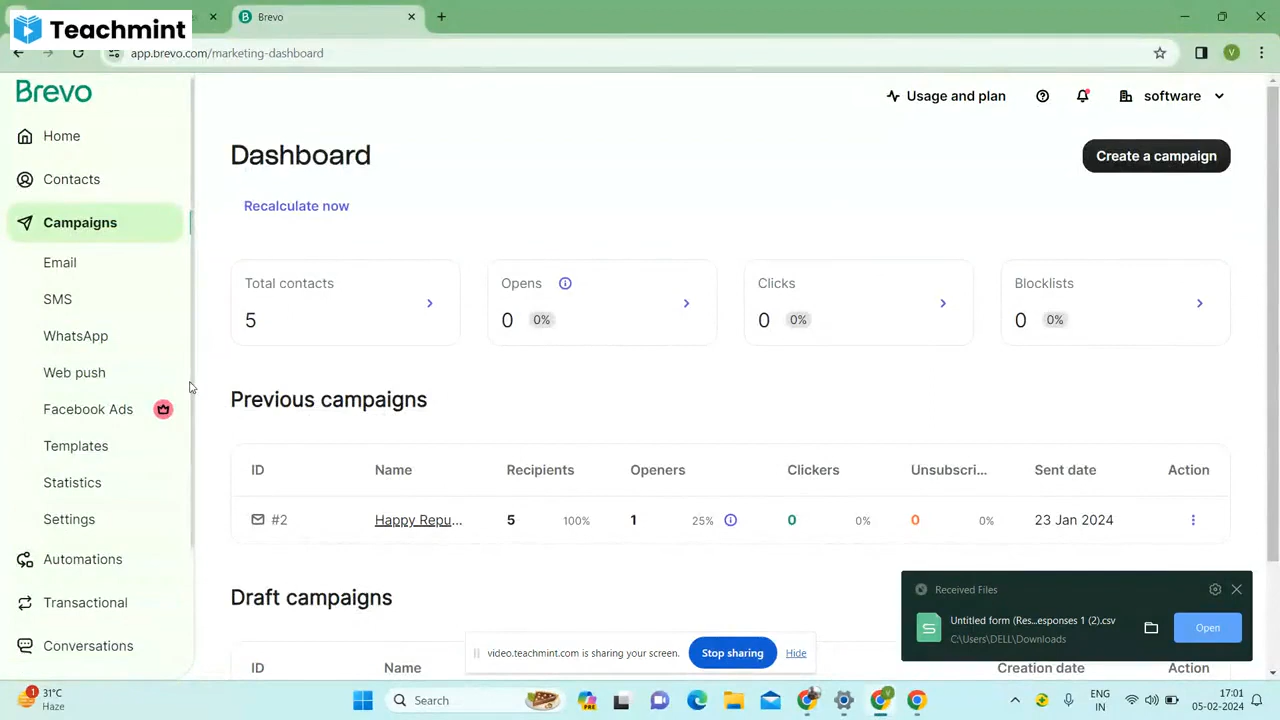 Teachmint
Brevo
app.brevo.com/marketing-dashboard
V
Brevo
Home
Contacts
Campaigns
Email
SMS
WhatsApp
Web push
Facebook Ads
Templates
Statistics
Settings
Automations
Transactional
Conversations
Usage and plan
software
Dashboard
Create a campaign
Recalculate now
Total contacts
5
Opens
0 0%
Clicks
0 0%
Blocklists
0 0%
Previous campaigns
ID Name Recipients Openers Clickers Unsubscri... Sent date Action
#2 Happy Repu... 5 100% 1 25% 0 0% 0 0% 23 Jan 2024
Draft campaigns
ID Name Creation date Action
Received Files
Untitled form (Res...esponses 1 (2).csv
C:\Users\DELL\Downloads
Open
video.teachmint.com is sharing your screen. Stop sharing Hide
1
31°C
Haze
Search
ENG
IN
17:01
05-02-2024